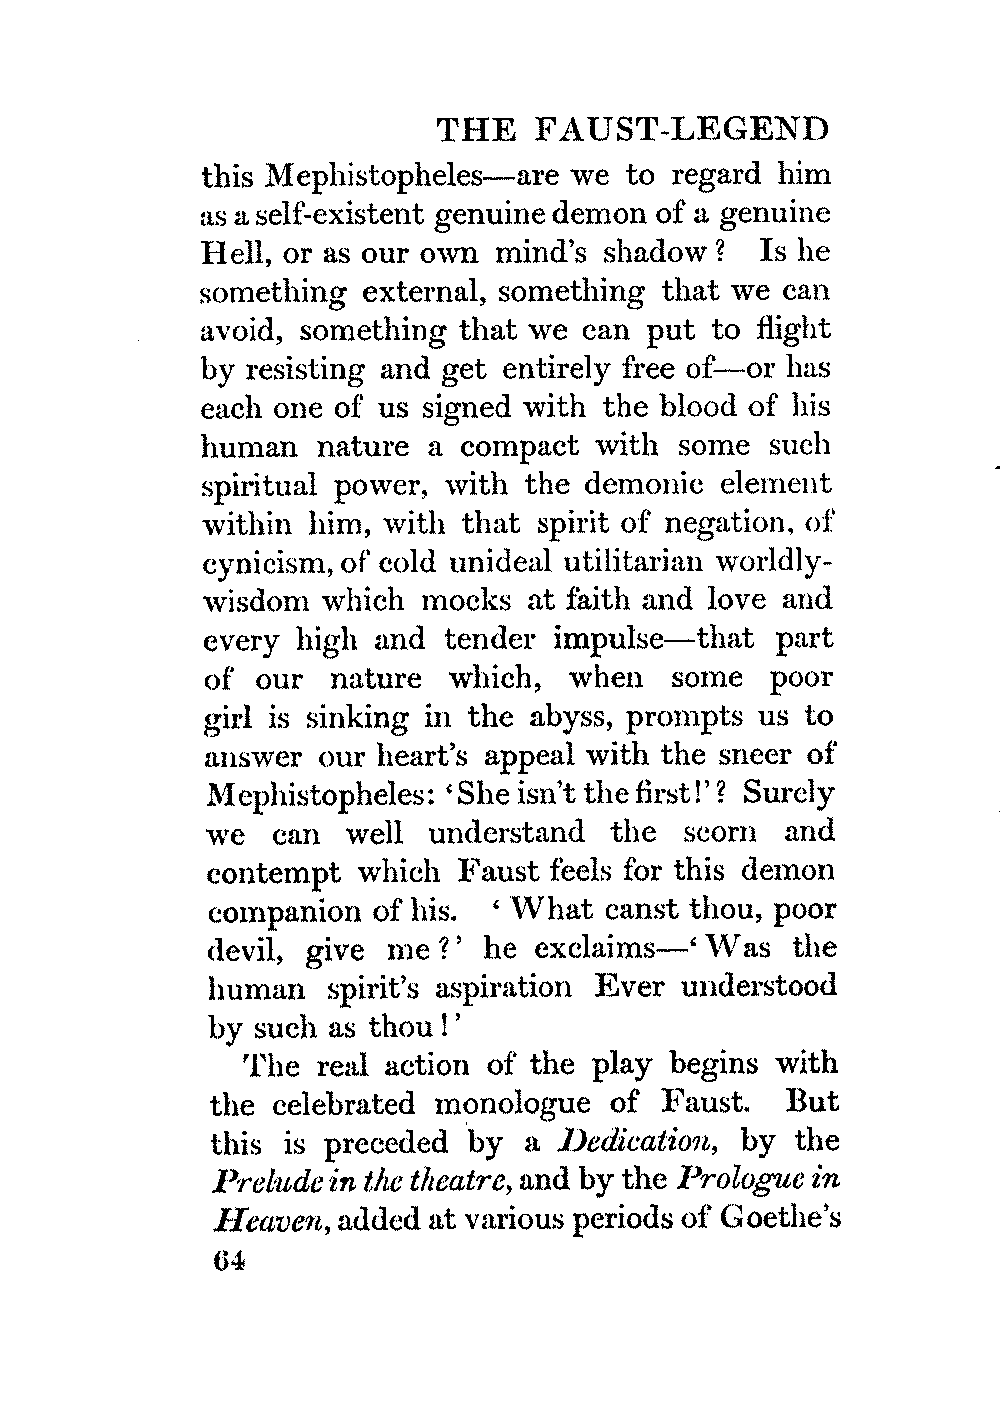 THE FAUST-LEGEND
this Mephistopheles—are we to regard him
as a self-existent genuine demon of a genuine
Hell, or as our own mind's shadow? Is he
something external, something that we can
avoid, something that we can put to flight
by resisting and get entirely free of—or has
each one of us signed with the blood of his
human nature a compact with some such
spiritual power, with the demonic element
within him, with that spirit of negation, of
cynicism, of cold unideal utilitarian worldly-
wisdom which mocks at faith and love and
every high and tender impulse—that part
of our nature which, when some poor
girl is sinking in the abyss, prompts us to
answer our heart's appeal with the sneer of
Mephistopheles: ‘She isn't the first!’? Surely
we can well understand the scorn and
contempt which Faust feels for this demon
companion of his. ‘What canst thou, poor
devil, give me?’ he exclaims—‘Was the
human spirit's aspiration Ever understood
by such as thou!’
The real action of the play begins with
the celebrated monologue of Faust. But
this is preceded by a Dedication, by the
Prelude in the theatre, and by the Prologue in
Heaven, added at various periods of Goethe's
64